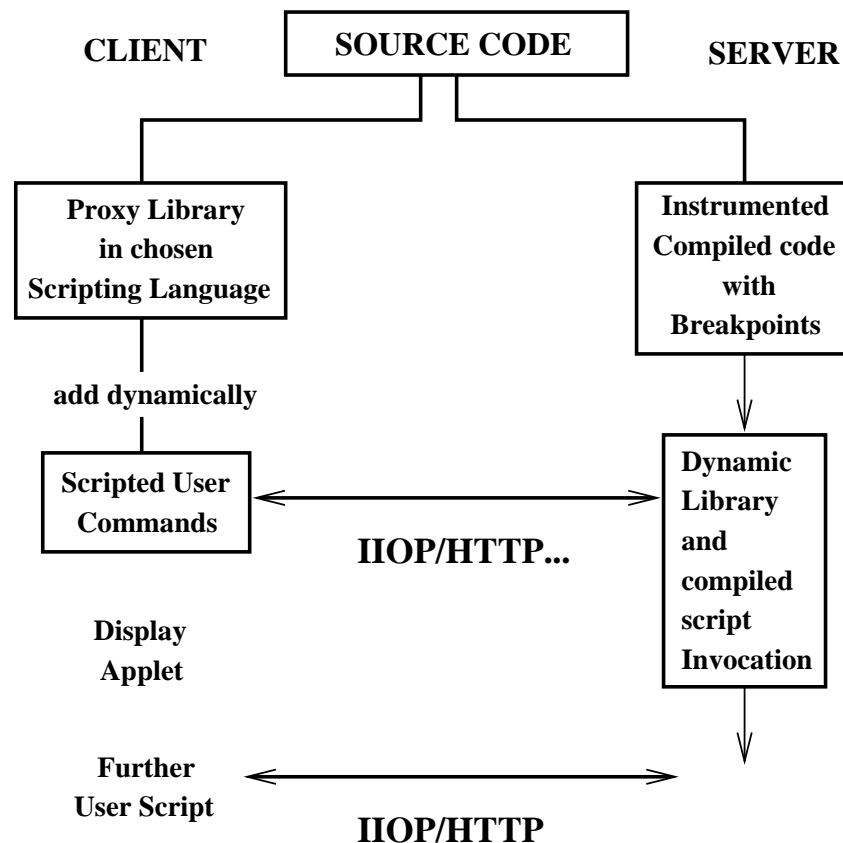 CLIENT
SOURCE CODE
SERVER
Proxy Library
in chosen
Scripting Language
Instrumented
Compiled code
with
Breakpoints
add dynamically
Scripted User
Commands
IIOP/HTTP...
Dynamic
Library
and
compiled
script
Invocation
Display
Applet
Further
User Script
IIOP/HTTP